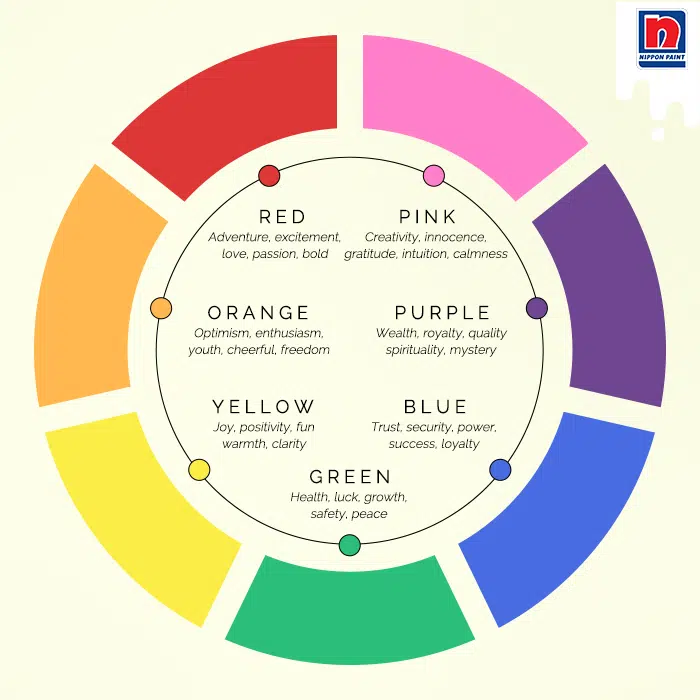 n
NIPPON PAINT
RED
Adventure, excitement,
love, passion, bold
PINK
Creativity, innocence,
gratitude, intuition, calmness
ORANGE
Optimism, enthusiasm,
youth, cheerful, freedom
PURPLE
Wealth, royalty, quality
spirituality, mystery
YELLOW
Joy, positivity, fun
warmth, clarity
BLUE
Trust, security, power,
success, loyalty
GREEN
Health, luck, growth,
safety, peace